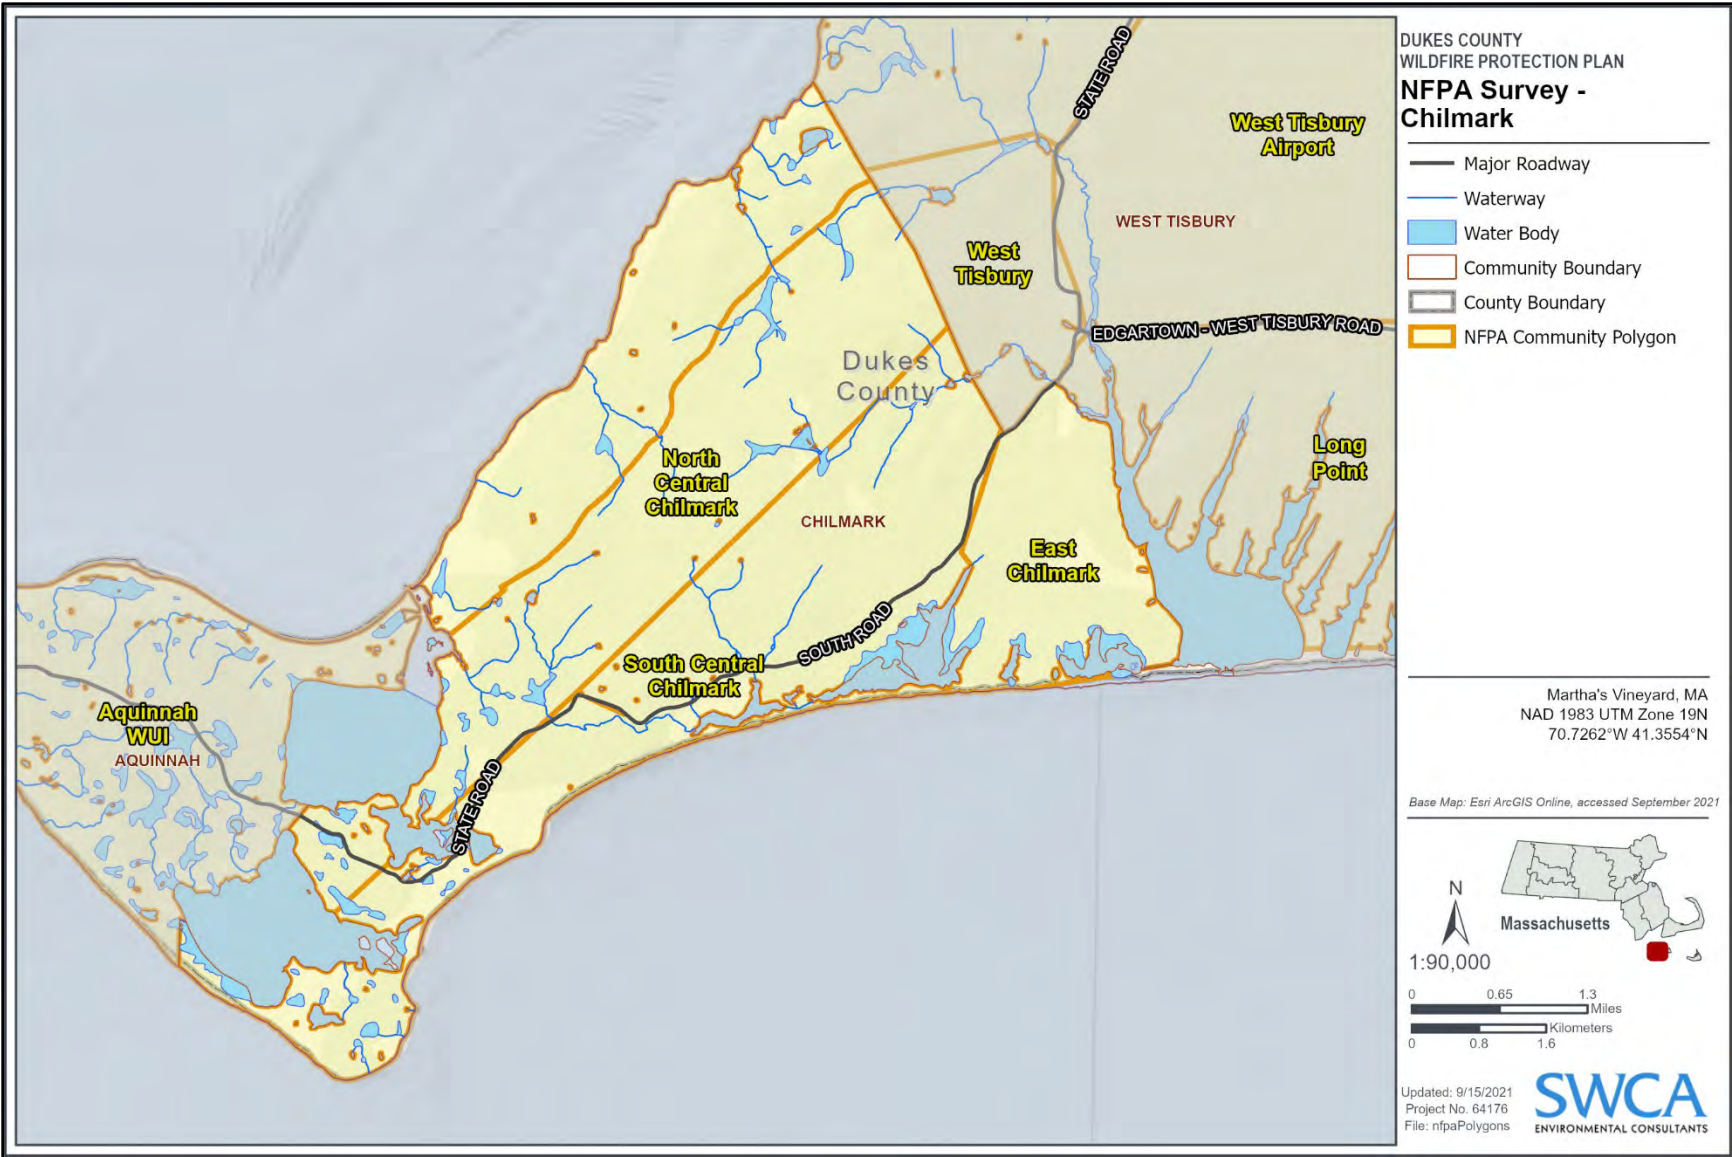 DUKES COUNTY
WILDFIRE PROTECTION PLAN
NFPA Survey -
Chilmark
Major Roadway
Waterway
Water Body
Community Boundary
County Boundary
NFPA Community Polygon
STATE ROAD
West Tisbury
Airport
WEST TISBURY
West
Tisbury
EDGARTOWN - WEST TISBURY ROAD
Dukes
County
Long
Point
North
Central
Chilmark
CHILMARK
East
Chilmark
SOUTH ROAD
South Central
Chilmark
Aquinnah
WUI
AQUINNAH
STATE ROAD
Martha's Vineyard, MA
NAD 1983 UTM Zone 19N
70.7262°W 41.3554°N
Base Map: Esri ArcGIS Online, accessed September 2021
N
Massachusetts
1:90,000
0 0.65 1.3
Miles
Kilometers
0 0.8 1.6
Updated: 9/15/2021
Project No. 64176
File: nfpaPolygons
SWCA
ENVIRONMENTAL CONSULTANTS